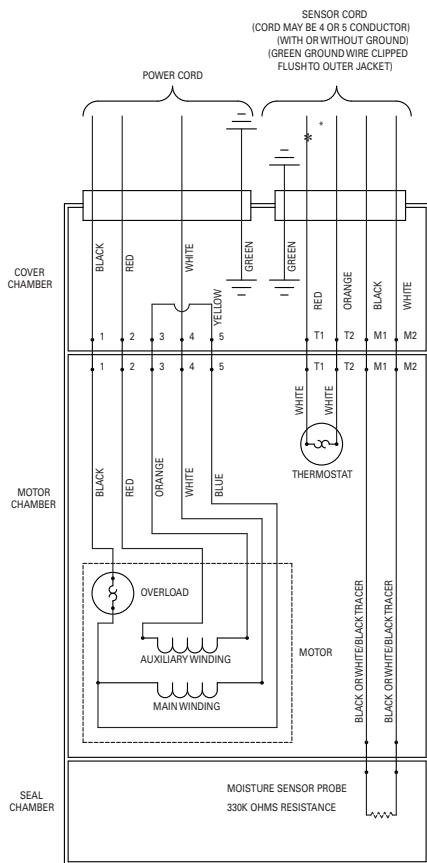 SENSOR CORD
(CORD MAY BE 4 OR 5 CONDUCTOR)
(WITH OR WITHOUT GROUND)
(GREEN GROUND WIRE CLIPPED
FLUSH TO OUTER JACKET)
POWER CORD
*
*
BLACK
RED
WHITE
GREEN
GREEN
RED
ORANGE
BLACK
WHITE
COVER
CHAMBER
YELLOW
1 2 3 4 5 T1 T2 M1 M2
1 2 3 4 5 T1 T2 M1 M2
WHITE
WHITE
THERMOSTAT
BLACK
RED
ORANGE
WHITE
BLUE
MOTOR
CHAMBER
OVERLOAD
AUXILIARY WINDING
MAIN WINDING
MOTOR
BLACK OR WHITE/BLACK TRACER
BLACK OR WHITE/BLACK TRACER
SEAL
CHAMBER
MOISTURE SENSOR PROBE
330K OHMS RESISTANCE